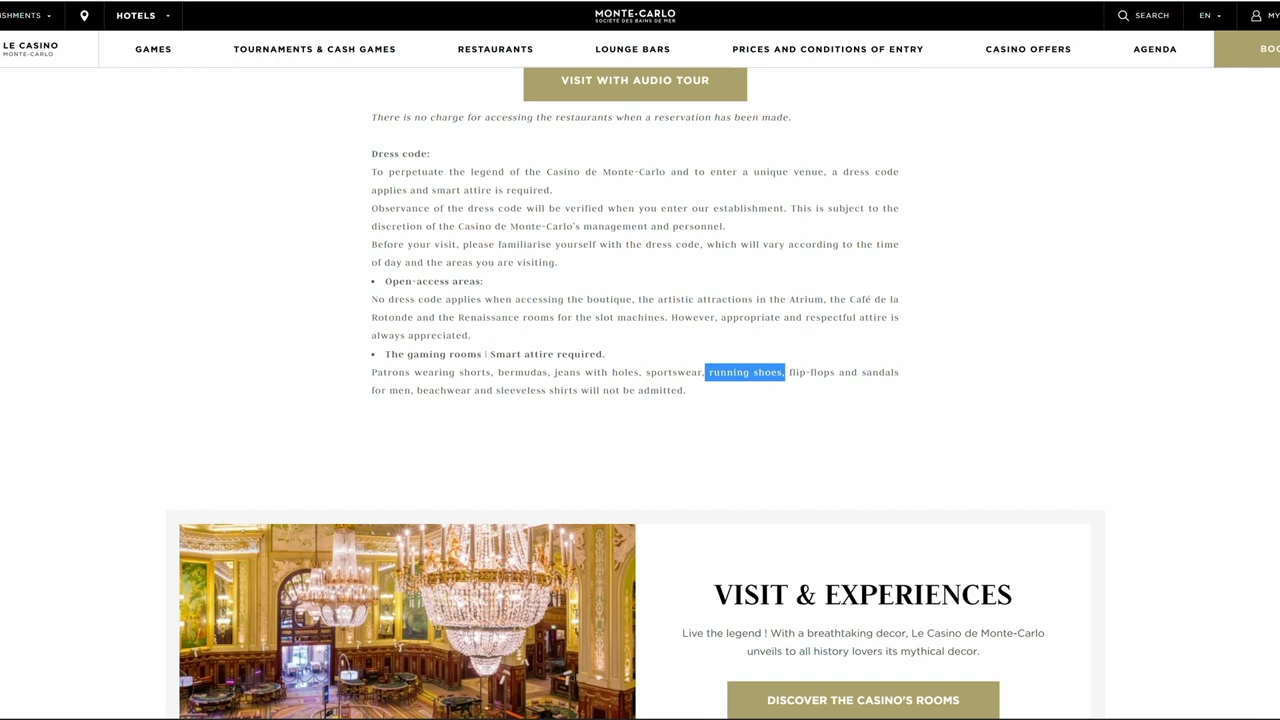 ISHMENTS
HOTELS
MONTE·CARLO
SOCIÉTÉ DES BAINS DE MER
SEARCH
EN
MY
LE CASINO
MONTE-CARLO
GAMES
TOURNAMENTS & CASH GAMES
RESTAURANTS
LOUNGE BARS
PRICES AND CONDITIONS OF ENTRY
CASINO OFFERS
AGENDA
BOO
VISIT WITH AUDIO TOUR
There is no charge for accessing the restaurants when a reservation has been made.
Dress code:
To perpetuate the legend of the Casino de Monte-Carlo and to enter a unique venue, a dress code
applies and smart attire is required.
Observance of the dress code will be verified when you enter our establishment. This is subject to the
discretion of the Casino de Monte-Carlo's management and personnel.
Before your visit, please familiarise yourself with the dress code, which will vary according to the time
of day and the areas you are visiting.
• Open-access areas:
No dress code applies when accessing the boutique, the artistic attractions in the Atrium, the Café de la
Rotonde and the Renaissance rooms for the slot machines. However, appropriate and respectful attire is
always appreciated.
• The gaming rooms | Smart attire required.
Patrons wearing shorts, bermudas, jeans with holes, sportswear, running shoes, flip-flops and sandals
for men, beachwear and sleeveless shirts will not be admitted.
VISIT & EXPERIENCES
Live the legend ! With a breathtaking decor, Le Casino de Monte-Carlo
unveils to all history lovers its mythical decor.
DISCOVER THE CASINO'S ROOMS